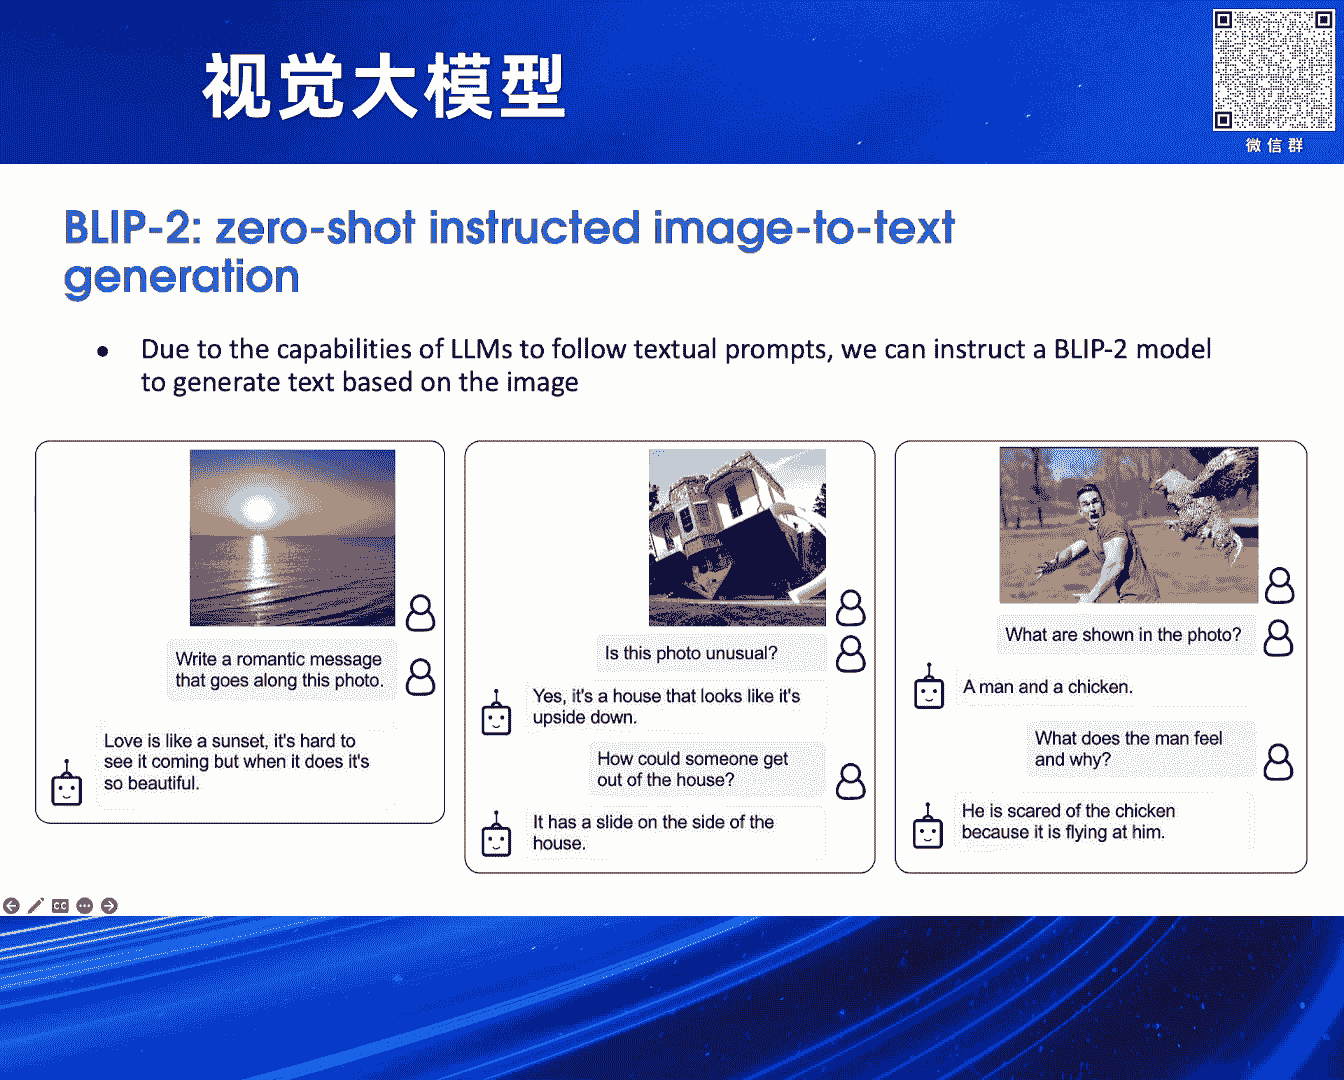 视觉大模型
微信群
BLIP-2: zero-shot instructed image-to-text
generation
● Due to the capabilities of LLMs to follow textual prompts, we can instruct a BLIP-2 model
to generate text based on the image
Write a romantic message
that goes along this photo.
Love is like a sunset, it's hard to
see it coming but when it does it's
so beautiful.
Is this photo unusual?
Yes, it's a house that looks like it's
upside down.
How could someone get
out of the house?
It has a slide on the side of the
house.
What are shown in the photo?
A man and a chicken.
What does the man feel
and why?
He is scared of the chicken
because it is flying at him.
CC